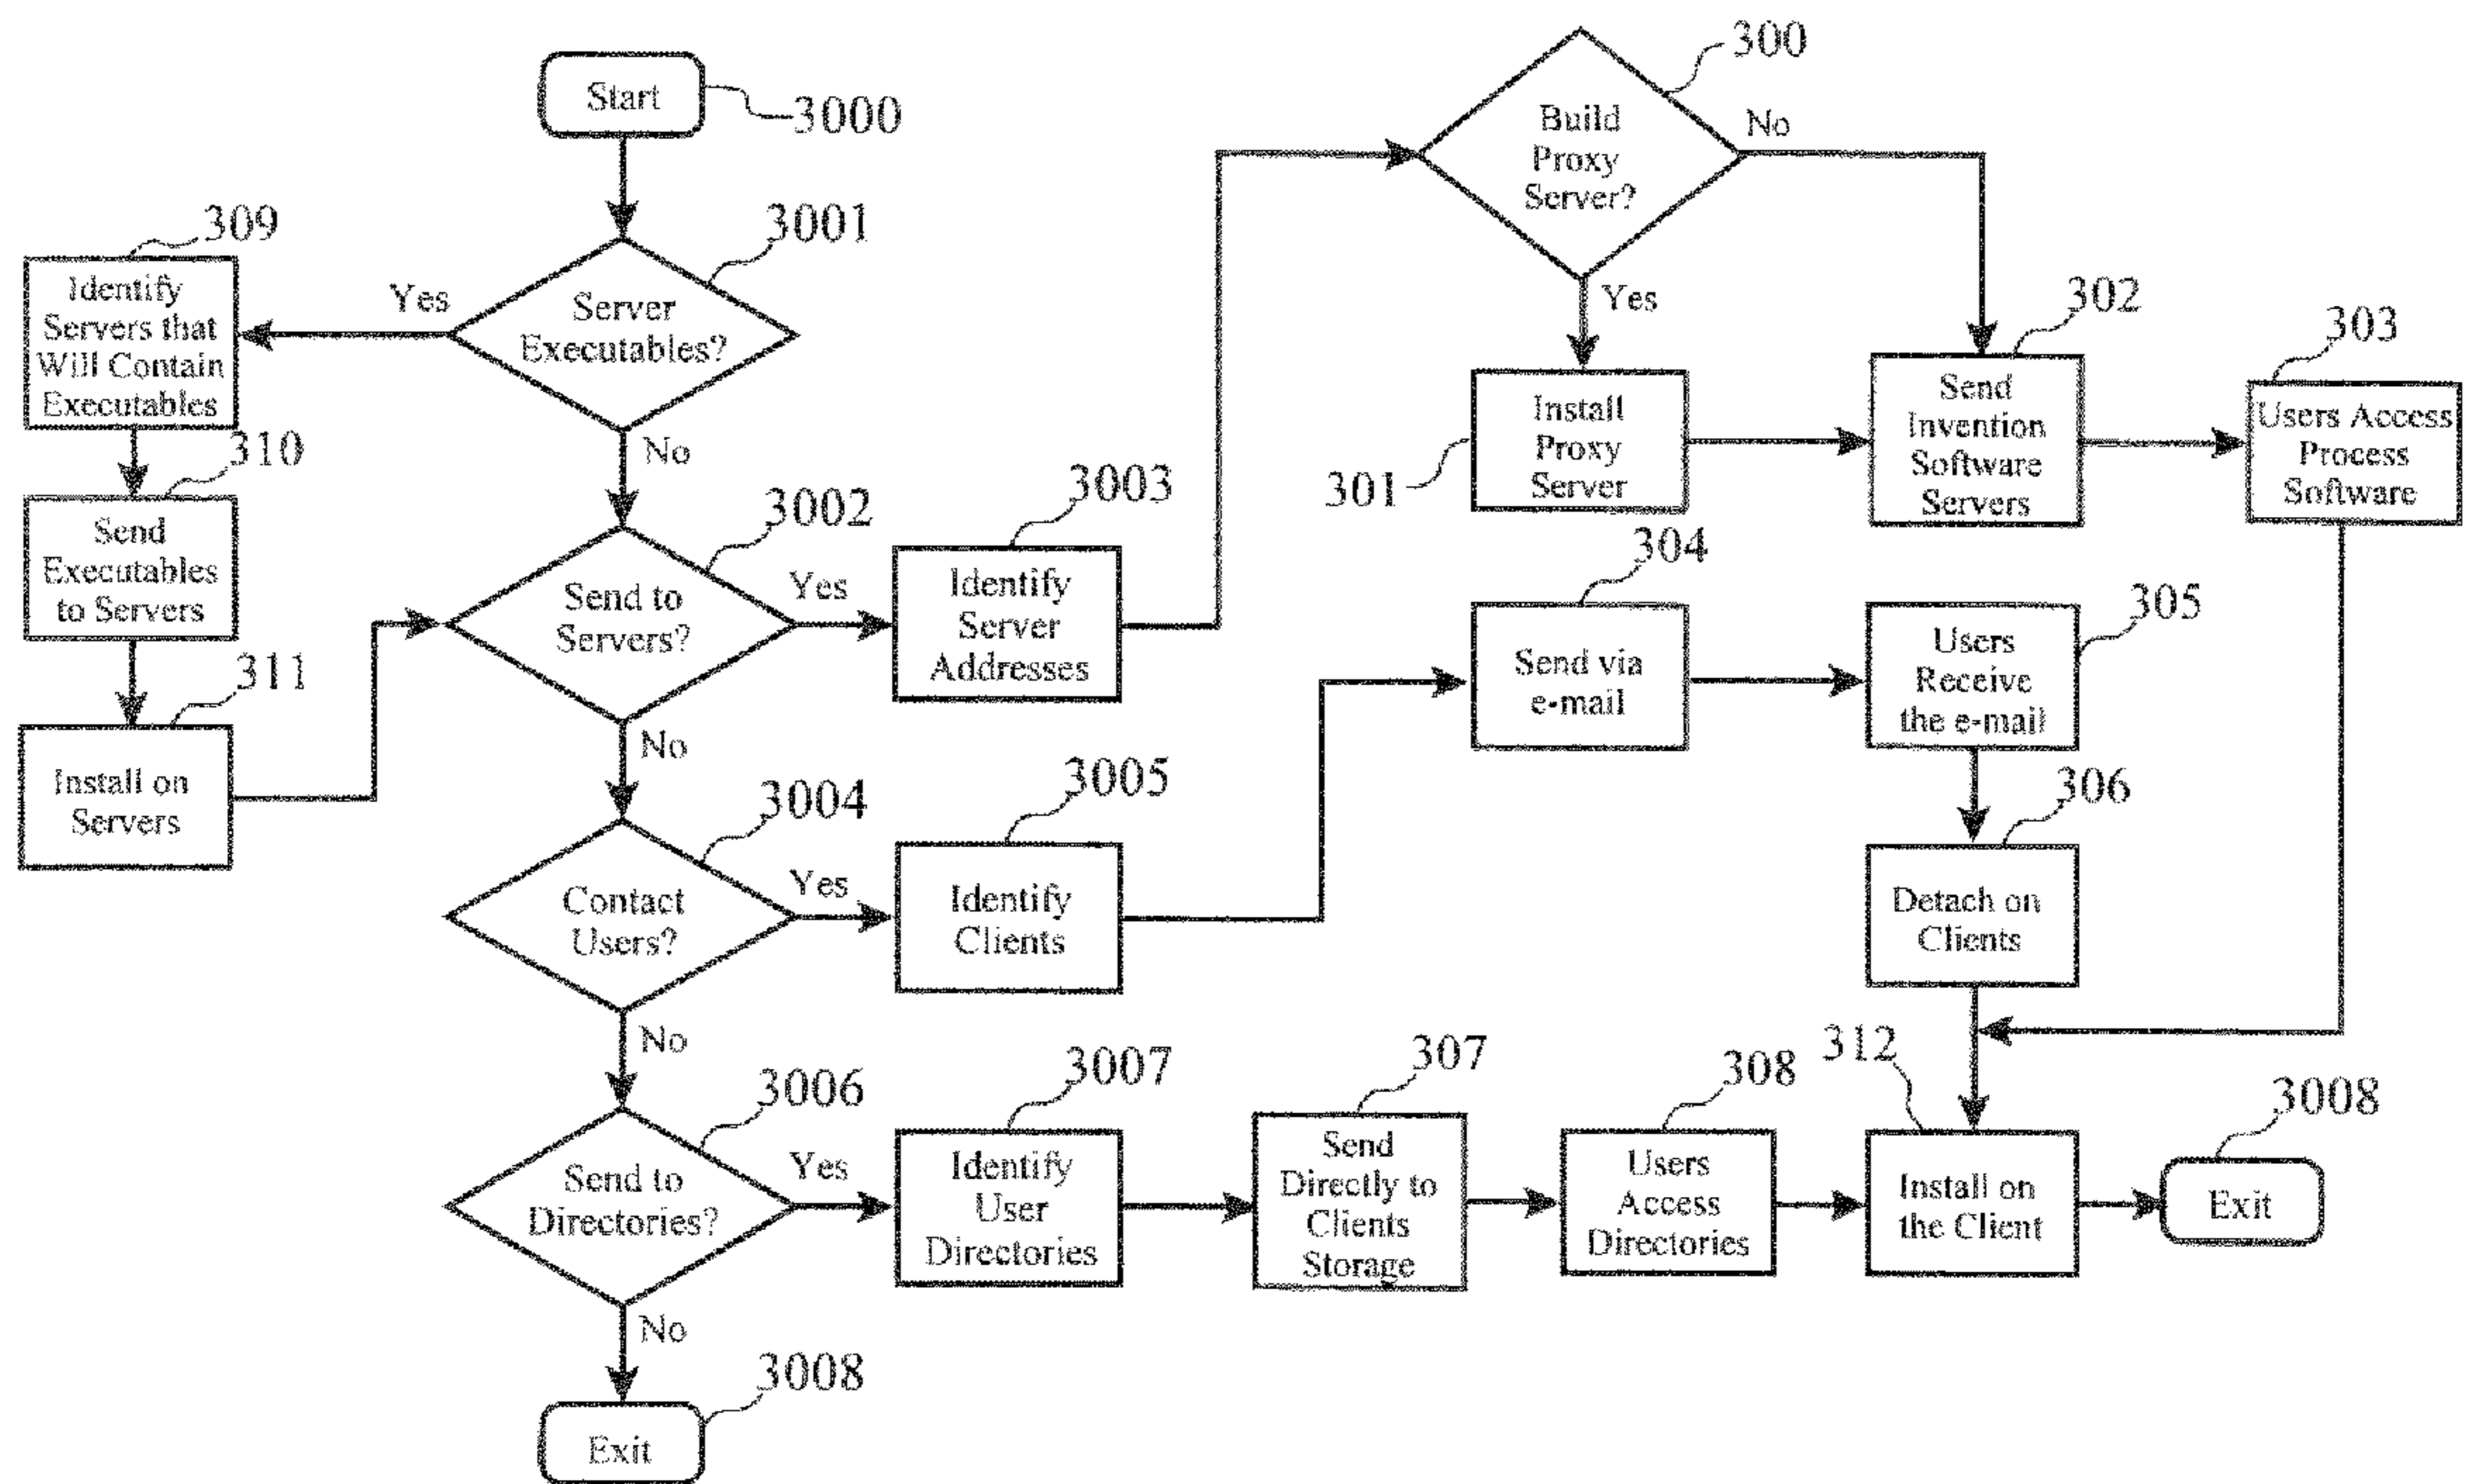 Start
3000
3001
Server
Executables?
Yes
No
309
Identify
Servers that
Will Contain
Executables
310
Send
Executables
to Servers
311
Install on
Servers
3002
Send to
Servers?
Yes
No
3003
Identify
Server
Addresses
300
Build
Proxy
Server?
No
Yes
301
Install
Proxy
Server
302
Send
Invention
Software
Servers
303
Users Access
Process
Software
3004
Contact
Users?
Yes
No
3005
Identify
Clients
304
Send via
e-mail
305
Users
Receive
the e-mail
306
Detach on
Clients
3006
Send to
Directories?
Yes
No
3007
Identify
User
Directories
307
Send
Directly to
Clients
Storage
308
Users
Access
Directories
312
Install on
the Client
3008
Exit
3008
Exit